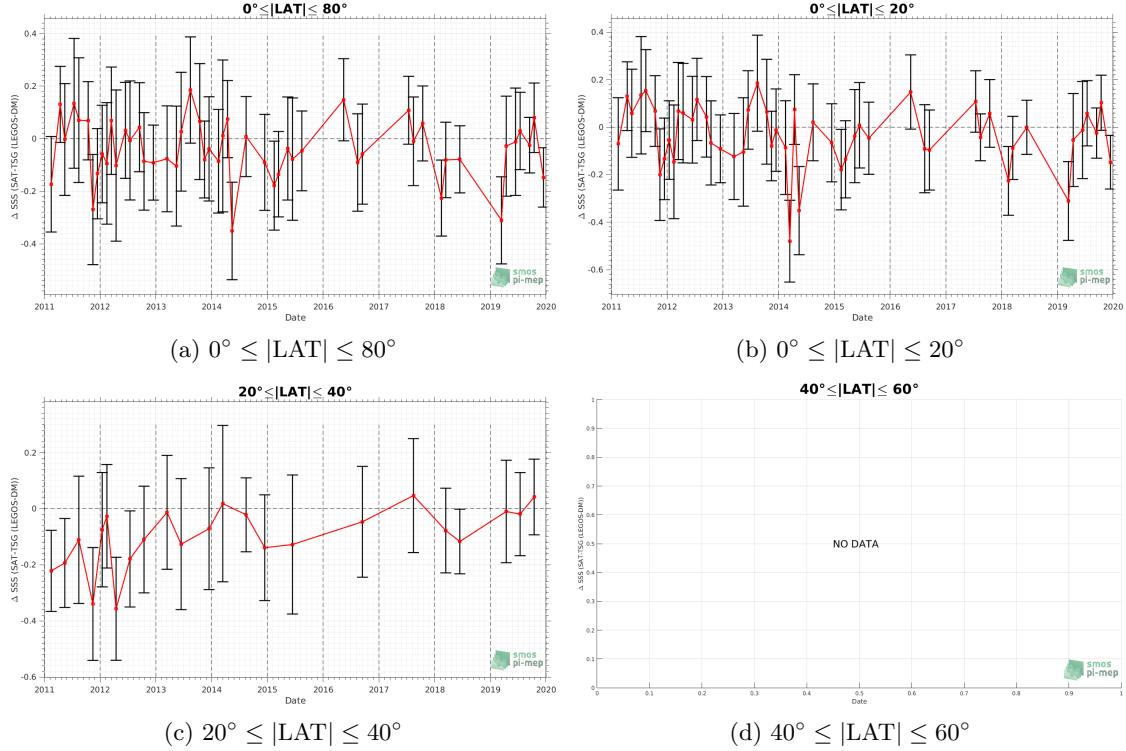 0°≤|LAT|≤ 80°
Δ SSS (SAT-TSG (LEGOS-DM))
0.4
0.2
0
-0.2
-0.4
2011 2012 2013 2014 2015 2016 2017 2018 2019 2020
Date
smos
pi-mep
(a) 0° ≤ |LAT| ≤ 80°
0°≤|LAT|≤ 20°
Δ SSS (SAT-TSG (LEGOS-DM))
0.4
0.2
0
-0.2
-0.4
-0.6
2011 2012 2013 2014 2015 2016 2017 2018 2019 2020
Date
smos
pi-mep
(b) 0° ≤ |LAT| ≤ 20°
20°≤|LAT|≤ 40°
Δ SSS (SAT-TSG (LEGOS-DM))
0.2
0
-0.2
-0.4
-0.6
2011 2012 2013 2014 2015 2016 2017 2018 2019 2020
Date
smos
pi-mep
(c) 20° ≤ |LAT| ≤ 40°
40°≤|LAT|≤ 60°
Δ SSS (SAT-TSG (LEGOS-DM))
1
0.9
0.8
0.7
0.6
0.5
0.4
0.3
0.2
0.1
0
NO DATA
0 0.1 0.2 0.3 0.4 0.5 0.6 0.7 0.8 0.9 1
Date
smos
pi-mep
(d) 40° ≤ |LAT| ≤ 60°